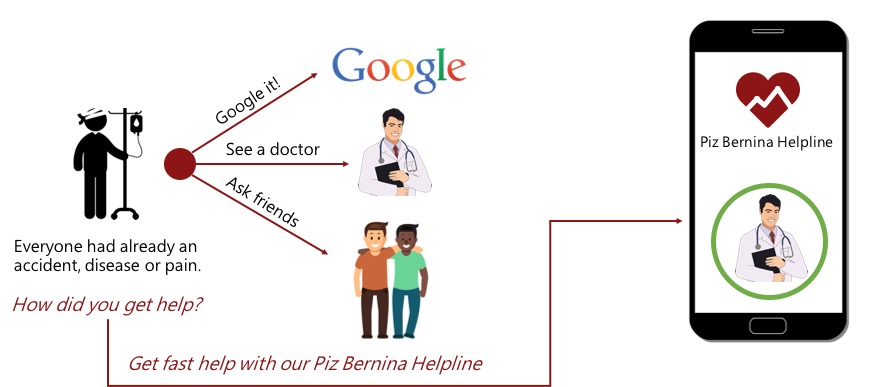 Google
Google it!
See a doctor
Ask friends
Everyone had already an
accident, disease or pain.
How did you get help?
Get fast help with our Piz Bernina Helpline
Piz Bernina Helpline